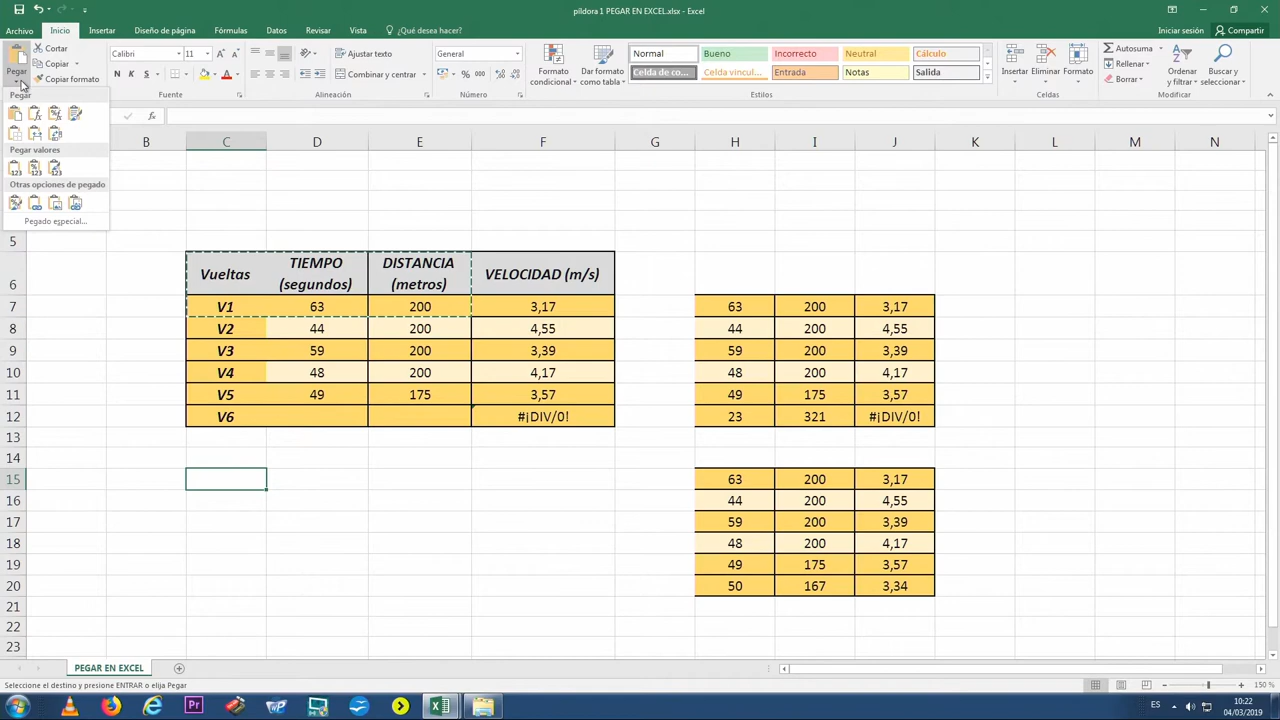 píldora 1 PEGAR EN EXCEL.xlsx - Excel
Archivo Inicio Insertar Diseño de página Fórmulas Datos Revisar Vista ¿Qué desea hacer? Iniciar sesión Compartir
Pegar
Cortar
Copiar
Copiar formato
Calibri 11
N K S
Fuente
Ajustar texto
Combinar y centrar
Alineación
General
% 000
Número
Formato condicional
Dar formato como tabla
Normal Bueno Incorrecto Neutral Cálculo
Celda de co... Celda vincul... Entrada Notas Salida
Estilos
Insertar Eliminar Formato
Celdas
Autosuma
Rellenar
Borrar
Ordenar y filtrar
Buscar y seleccionar
Modificar
Pegar
Pegar valores
123 123 123
Otras opciones de pegado
Pegado especial...
fx
B C D E F G H I J K L M N
5
6 Vueltas TIEMPO (segundos) DISTANCIA (metros) VELOCIDAD (m/s)
7 V1 63 200 3,17 63 200 3,17
8 V2 44 200 4,55 44 200 4,55
9 V3 59 200 3,39 59 200 3,39
10 V4 48 200 4,17 48 200 4,17
11 V5 49 175 3,57 49 175 3,57
12 V6 #¡DIV/0! 23 321 #¡DIV/0!
13
14
15 63 200 3,17
16 44 200 4,55
17 59 200 3,39
18 48 200 4,17
19 49 175 3,57
20 50 167 3,34
21
22
23
PEGAR EN EXCEL
Seleccione el destino y presione ENTRAR o elija Pegar
150 %
Pr
WP
ES
10:22
04/03/2019